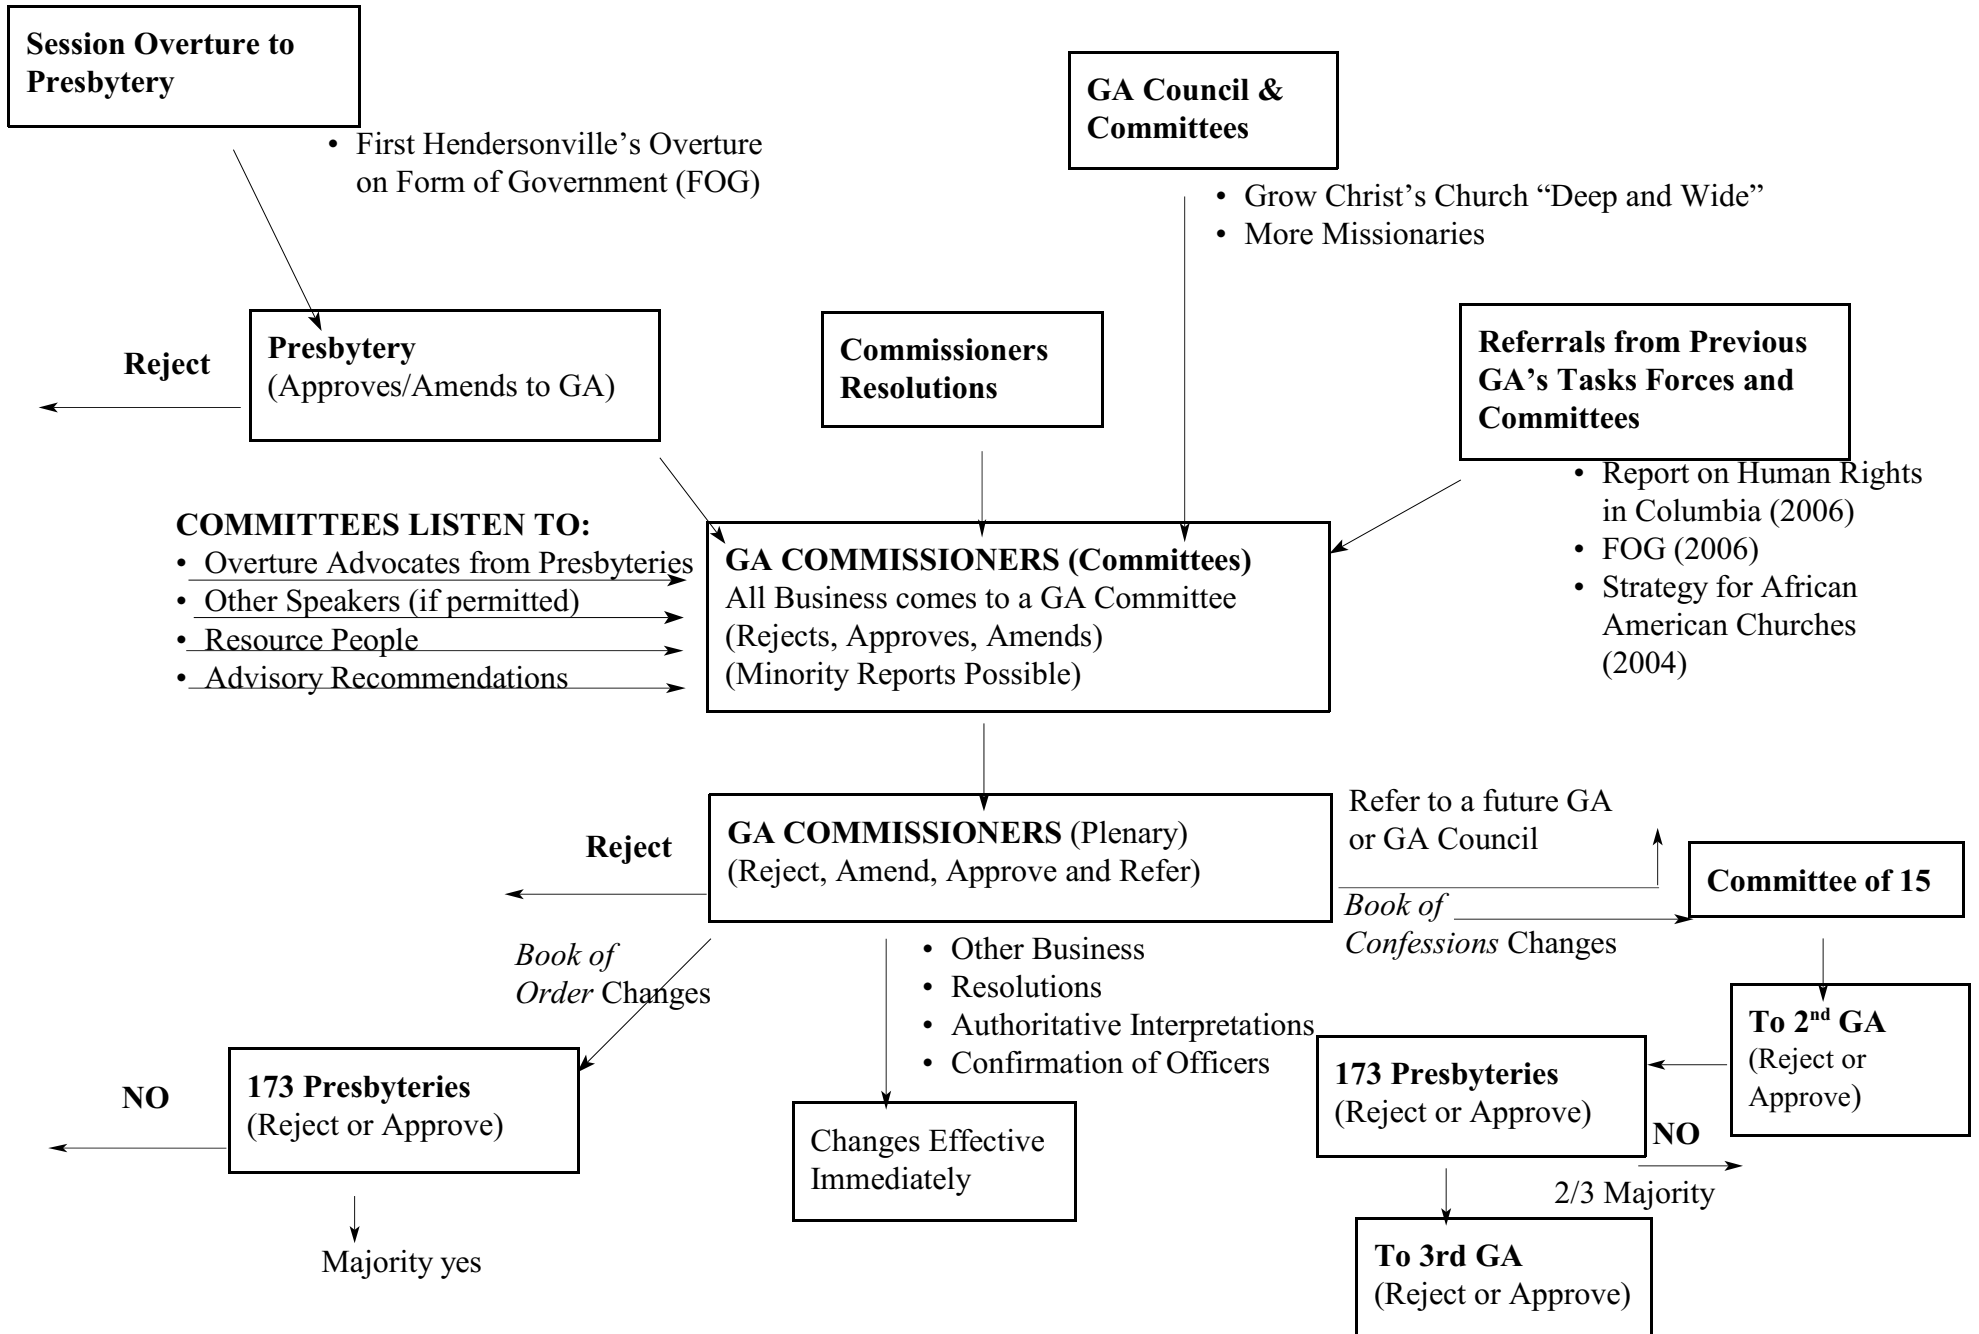 Session Overture to
Presbytery
• First Hendersonville’s Overture
on Form of Government (FOG)
GA Council &
Committees
• Grow Christ’s Church “Deep and Wide”
• More Missionaries
Reject
Presbytery
(Approves/Amends to GA)
Commissioners
Resolutions
Referrals from Previous
GA’s Tasks Forces and
Committees
• Report on Human Rights
in Columbia (2006)
• FOG (2006)
• Strategy for African
American Churches
(2004)
COMMITTEES LISTEN TO:
• Overture Advocates from Presbyteries
• Other Speakers (if permitted)
• Resource People
• Advisory Recommendations
GA COMMISSIONERS (Committees)
All Business comes to a GA Committee
(Rejects, Approves, Amends)
(Minority Reports Possible)
Reject
GA COMMISSIONERS (Plenary)
(Reject, Amend, Approve and Refer)
Refer to a future GA
or GA Council
Book of
Confessions Changes
Committee of 15
Book of
Order Changes
• Other Business
• Resolutions
• Authoritative Interpretations
• Confirmation of Officers
To 2nd GA
(Reject or
Approve)
NO
173 Presbyteries
(Reject or Approve)
Majority yes
Changes Effective
Immediately
173 Presbyteries
(Reject or Approve)
NO
2/3 Majority
To 3rd GA
(Reject or Approve)